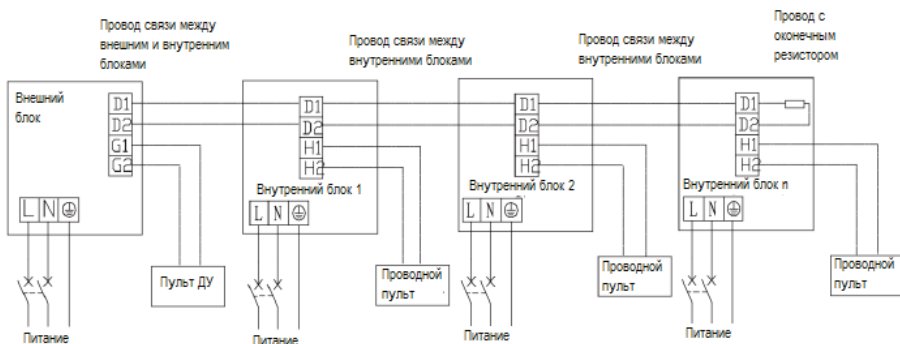 Провод связи между
внешним и внутренним
блоками
Провод связи между
внутренними блоками
Провод связи между
внутренними блоками
Провод с
оконечным
резистором
Внешний
блок
D1
D2
G1
G2
L N
Пульт ДУ
Питание
D1
D2
H1
H2
Внутренний блок 1
L N
Проводной
пульт
Питание
D1
D2
H1
H2
Внутренний блок 2
L N
Проводной
пульт
Питание
D1
D2
H1
H2
Внутренний блок n
L N
Проводной
пульт
Питание